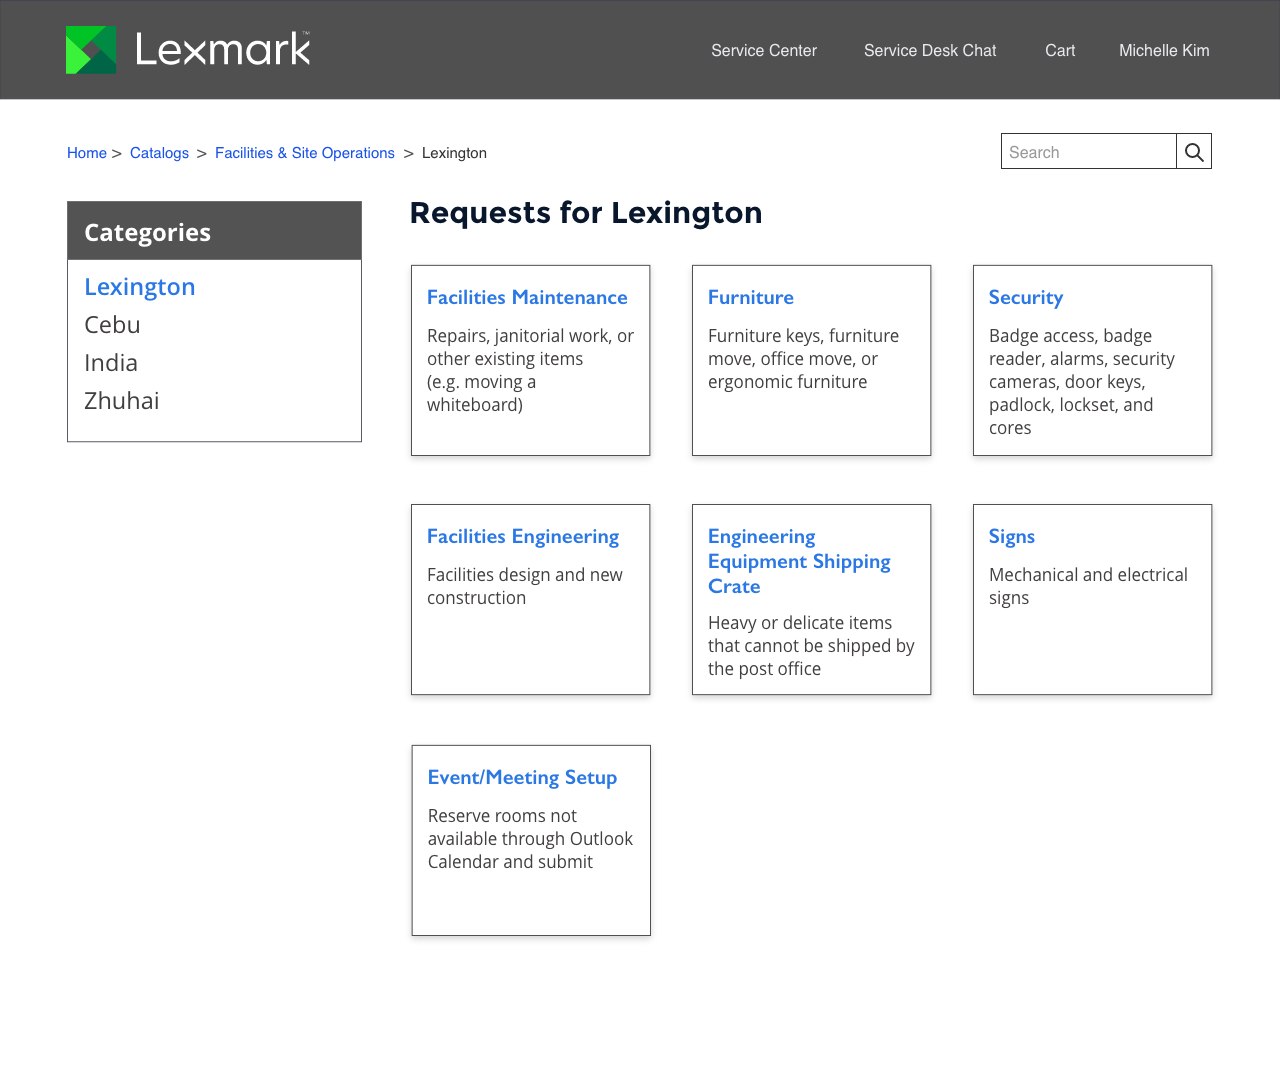 Lexmark™
Service Center
Service Desk Chat
Cart
Michelle Kim
Home > Catalogs > Facilities & Site Operations > Lexington
Search
Categories
Lexington
Cebu
India
Zhuhai
Requests for Lexington
Facilities Maintenance
Repairs, janitorial work, or
other existing items
(e.g. moving a
whiteboard)
Furniture
Furniture keys, furniture
move, office move, or
ergonomic furniture
Security
Badge access, badge
reader, alarms, security
cameras, door keys,
padlock, lockset, and
cores
Facilities Engineering
Facilities design and new
construction
Engineering
Equipment Shipping
Crate
Heavy or delicate items
that cannot be shipped by
the post office
Signs
Mechanical and electrical
signs
Event/Meeting Setup
Reserve rooms not
available through Outlook
Calendar and submit